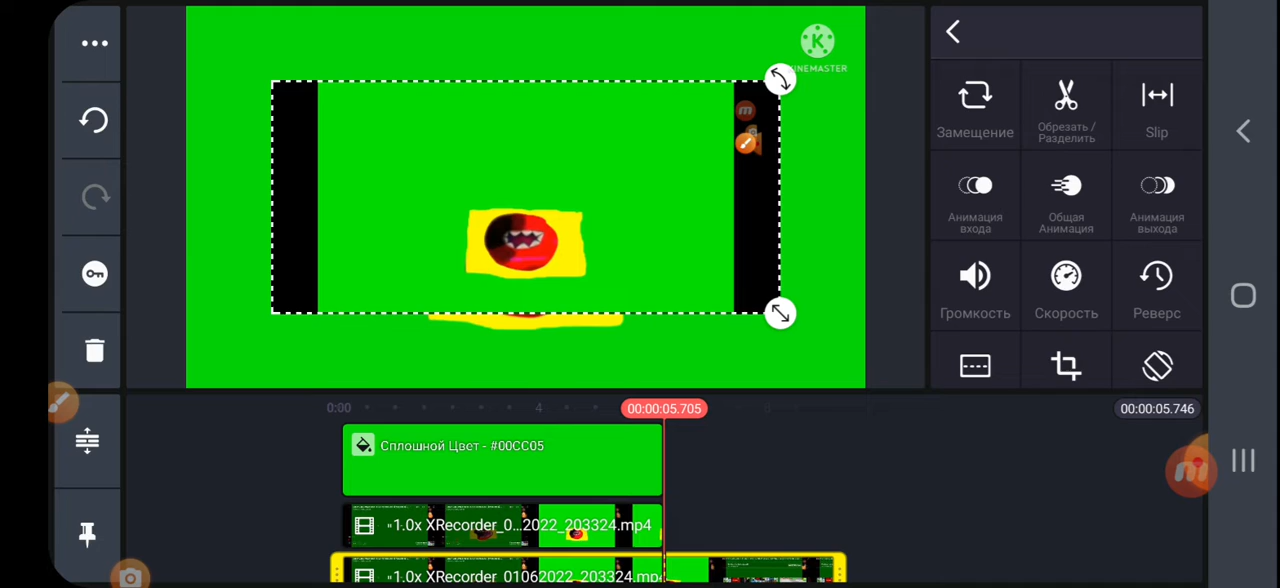 K
KINEMASTER
Замещение
Обрезать /
Разделить
Slip
Анимация
входа
Общая
Анимация
Анимация
выхода
Громкость
Скорость
Реверс
0:00
4
00:00:05.705
00:00:05.746
Сплошной Цвет - #00CC05
1.0x XRecorder_0...2022_203324.mp4
1.0x XRecorder_01062022_203324.mp4